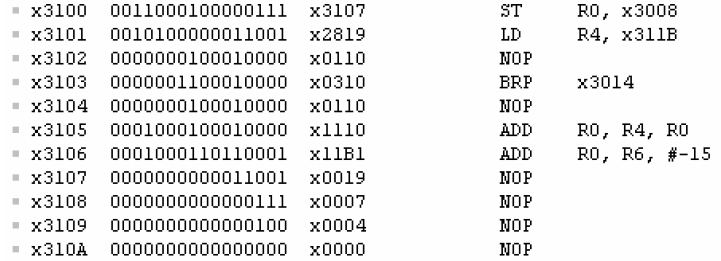 x3100 0011000100000111 x3107 ST R0, x3008
x3101 0010100000011001 x2819 LD R4, x311B
x3102 0000000100010000 x0110 NOP
x3103 0000001100010000 x0310 BRP x3014
x3104 0000000100010000 x0110 NOP
x3105 0001000100010000 x1110 ADD R0, R4, R0
x3106 0001000110110001 x11B1 ADD R0, R6, #-15
x3107 0000000000011001 x0019 NOP
x3108 0000000000000111 x0007 NOP
x3109 0000000000000100 x0004 NOP
x310A 0000000000000000 x0000 NOP